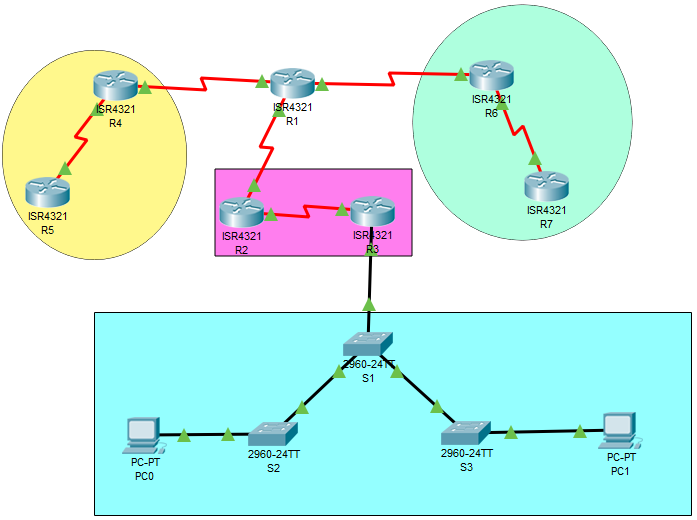 ISR4321
R4
ISR4321
R1
ISR4321
R6
ISR4321
R5
ISR4321
R2
ISR4321
R3
ISR4321
R7
2960-24TT
S1
PC-PT
PC0
2960-24TT
S2
2960-24TT
S3
PC-PT
PC1